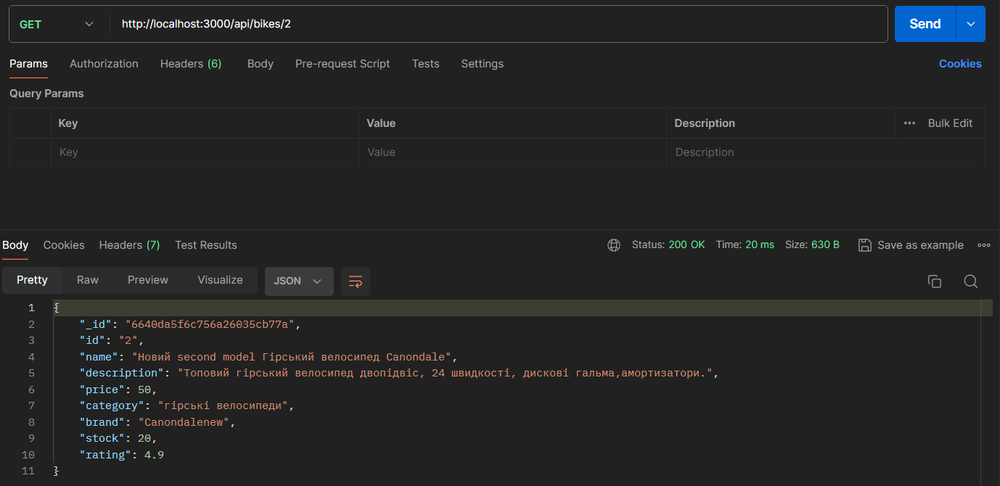 GET http://localhost:3000/api/bikes/2 Send
Params Authorization Headers (6) Body Pre-request Script Tests Settings Cookies
Query Params
Key Value Description ••• Bulk Edit
Key Value Description
Body Cookies Headers (7) Test Results Status: 200 OK Time: 20 ms Size: 630 B Save as example •••
Pretty Raw Preview Visualize JSON
1 {
2 "_id": "6640da5f6c756a26035cb77a",
3 "id": "2",
4 "name": "Новий second model Гірський велосипед Canondale",
5 "description": "Топовий гірський велосипед двопідвіс, 24 швидкості, дискові гальма,амортизатори.",
6 "price": 50,
7 "category": "гірські велосипеди",
8 "brand": "Canondalenew",
9 "stock": 20,
10 "rating": 4.9
11 }